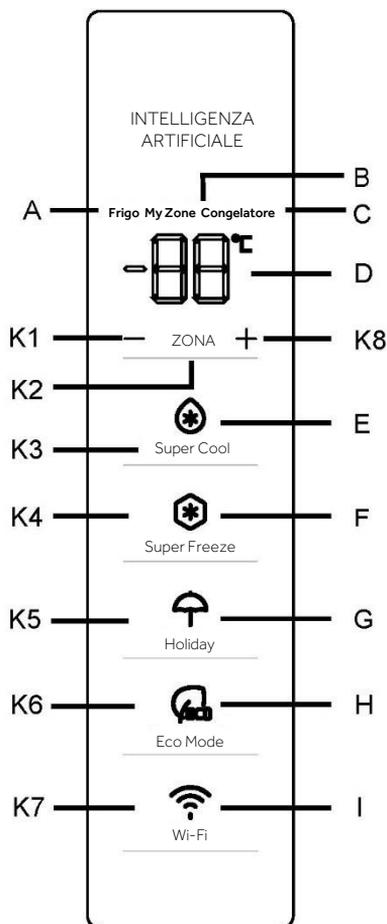 INTELLIGENZA
ARTIFICIALE
B
A Frigo My Zone Congelatore C
-88°C D
K1 - ZONA + K8
K2
E
K3 Super Cool
K4 F
Super Freeze
K5 G
Holiday
K6 eco H
Eco Mode
K7 I
Wi-Fi